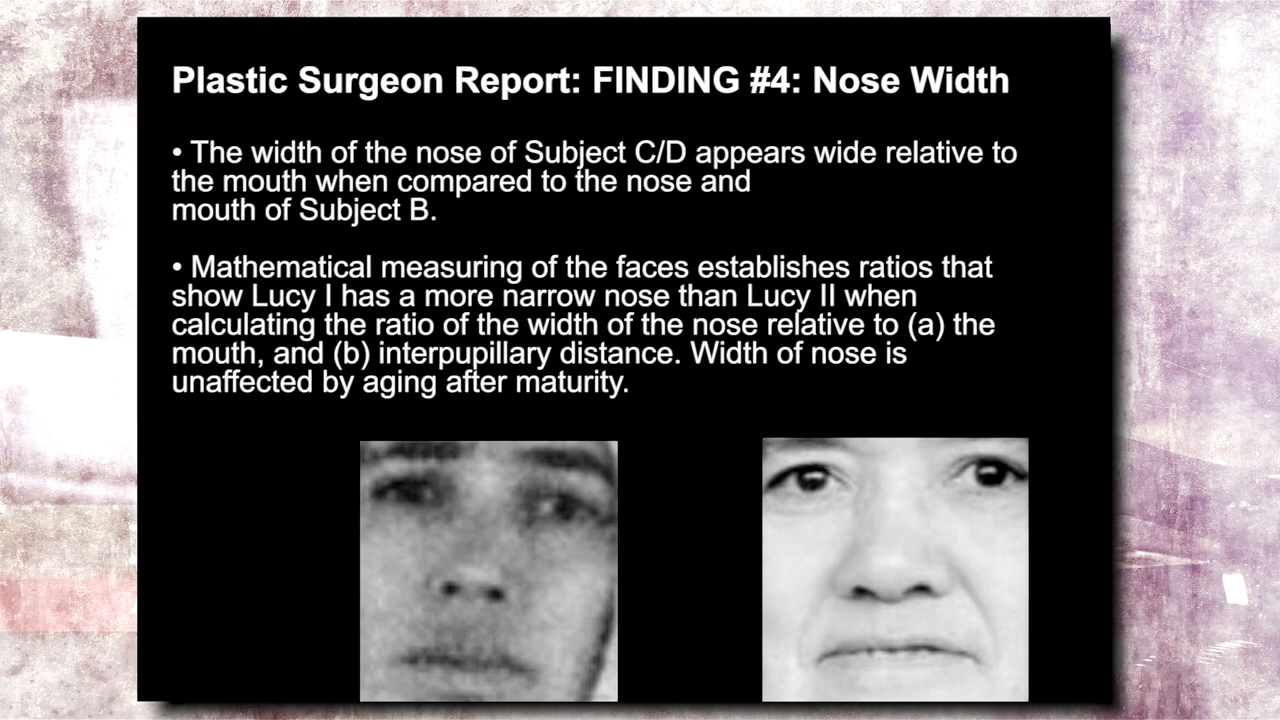 Plastic Surgeon Report: FINDING #4: Nose Width
• The width of the nose of Subject C/D appears wide relative to
the mouth when compared to the nose and
mouth of Subject B.
• Mathematical measuring of the faces establishes ratios that
show Lucy I has a more narrow nose than Lucy II when
calculating the ratio of the width of the nose relative to (a) the
mouth, and (b) interpupillary distance. Width of nose is
unaffected by aging after maturity.